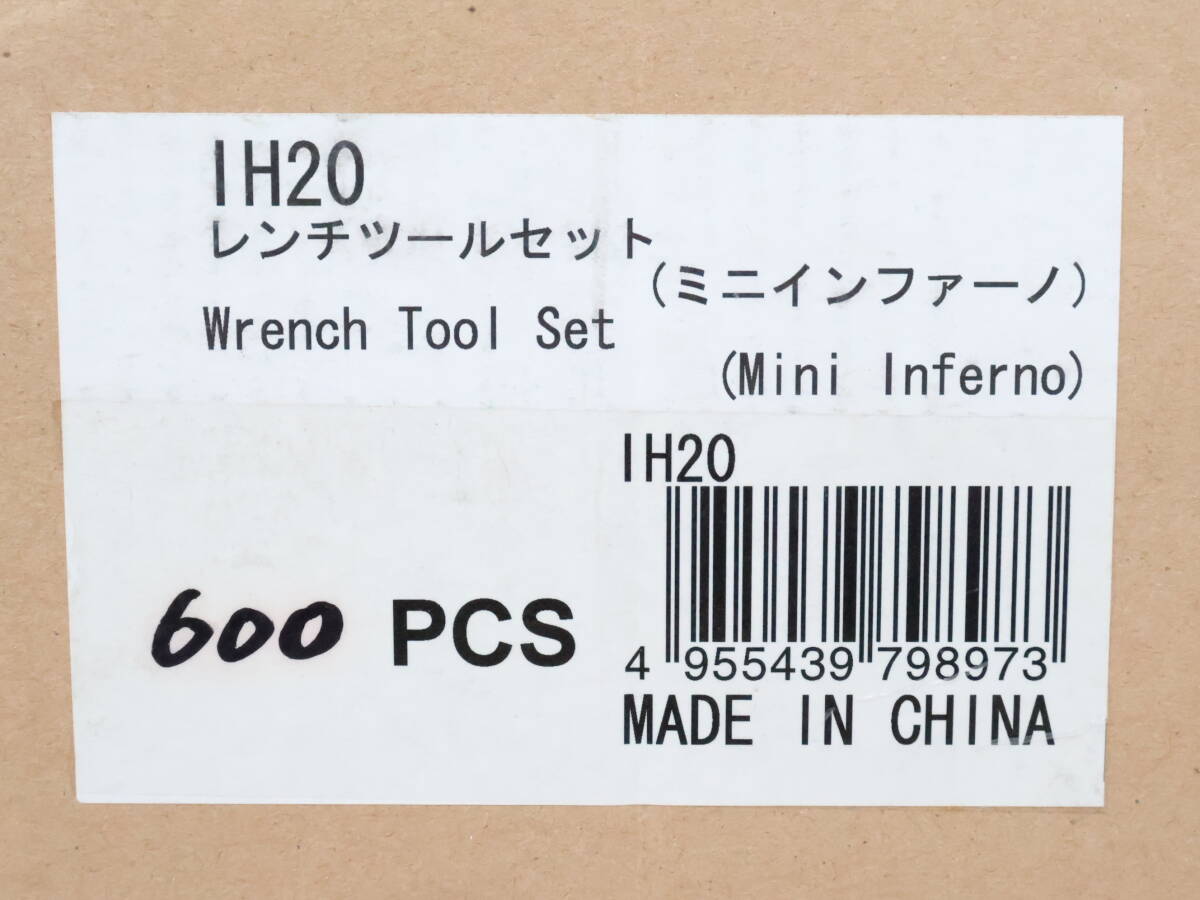 IH20
レンチツールセット
(ミニインファーノ)
Wrench Tool Set
(Mini Inferno)
IH20
600 PCS
4 955439 798973
MADE IN CHINA